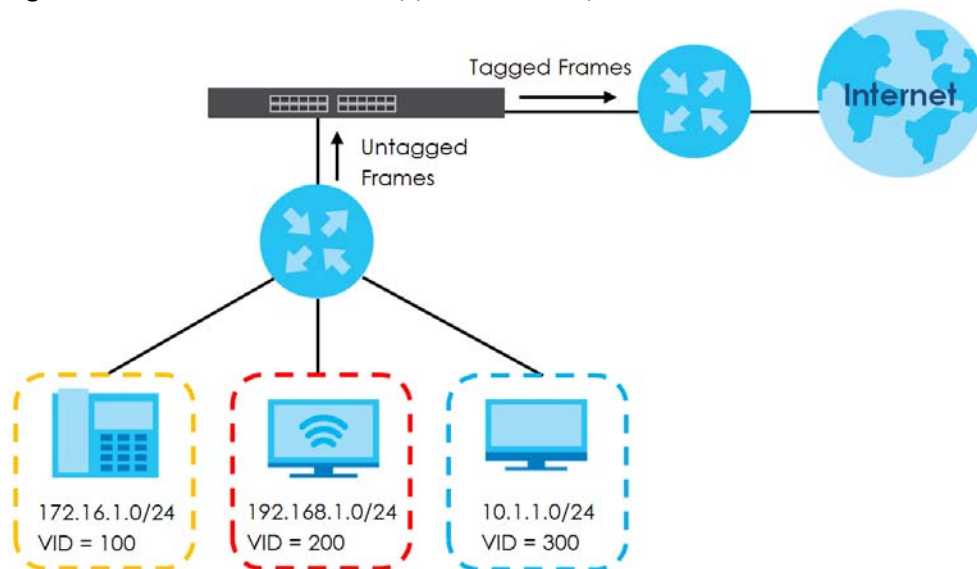 Tagged Frames
Internet
Untagged
Frames
172.16.1.0/24
VID = 100
192.168.1.0/24
VID = 200
10.1.1.0/24
VID = 300